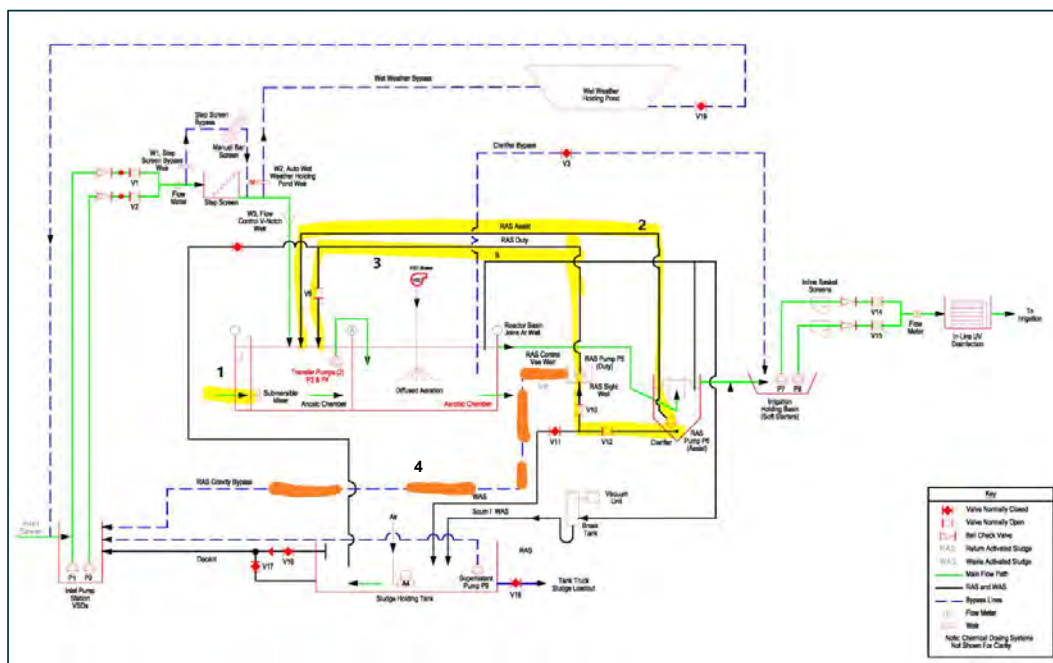 Wet Weather Bypass
Wet Weather
Holding Pond
V19
Step Screen
Bypass
Manual Bar
Screen
W1, Step
Screen Bypass
Weir
W2, Auto Wet
Weather Holding
Pond Weir
V1
V2
Flow
Meter
Step Screen
W3, Flow
Control V-Notch
Weir
Clarifier Bypass
V3
2
RAS Assist
RAS Duty
3
Inline Basket
Screens
V14
V15
Flow
Meter
In-Line UV
Disinfection
To
Irrigation
Reactor Basin
Joins At Wall
RAS Control
Vee Weir
RAS Pump P5
(Duty)
RAS Sight
Well
1
Submersible
Mixer
Transfer Pumps (2)
P3 & P4
Anoxic Chamber
Diffused Aeration
Aerobic Chamber
V10
V11
V12
Clarifier
RAS
Pump P6
(Assist)
P7
P8
Irrigation
Holding Basin
(Soft Starters)
4
RAS Gravity Bypass
WAS
Vacuum
Unit
South I WAS
Break
Tank
Air
RAS
Decant
V17
V16
Supernatant
Pump P9
Tank Truck
Sludge Loadout
V18
Sludge Holding Tank
P1
P2
Inlet Pump
Station
VSDs
Key
Valve Normally Closed
Valve Normally Open
Ball Check Valve
RAS
Return Activated Sludge
WAS
Waste Activated Sludge
Main Flow Path
RAS and WAS
Bypass Lines
Flow Meter
Weir
Note: Chemical Dosing Systems
Not Shown For Clarity